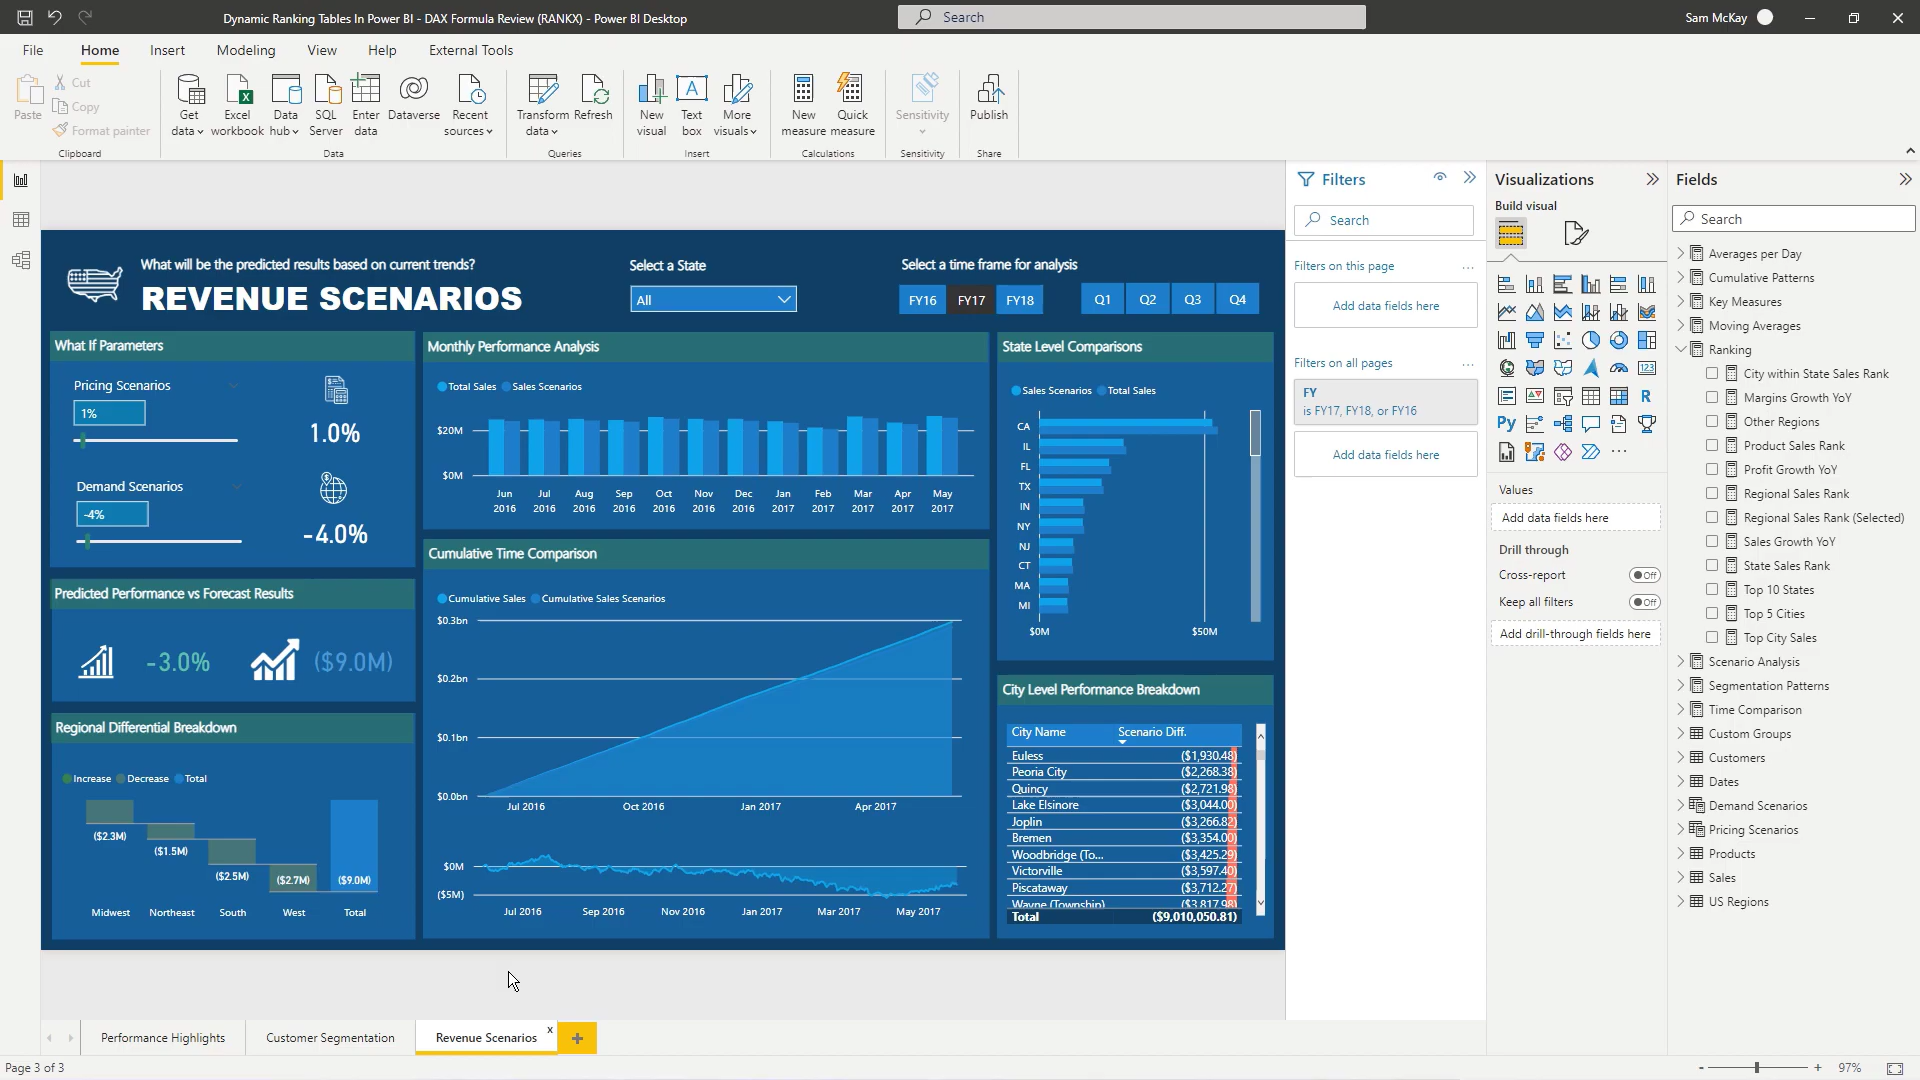 Dynamic Ranking Tables In Power BI - DAX Formula Review (RANKX) - Power BI Desktop
Search
Sam McKay
File
Home
Insert
Modeling
View
Help
External Tools
Paste
Cut
Copy
Format painter
Clipboard
Get data
Excel workbook
Data hub
SQL Server
Enter data
Dataverse
Recent sources
Data
Transform data
Refresh
Queries
New visual
Text box
More visuals
Insert
New measure
Quick measure
Calculations
Sensitivity
Sensitivity
Publish
Share
What will be the predicted results based on current trends?
REVENUE SCENARIOS
Select a State
All
Select a time frame for analysis
FY16 FY17 FY18
Q1 Q2 Q3 Q4
What If Parameters
Pricing Scenarios
1%
1.0%
Demand Scenarios
-4%
-4.0%
Predicted Performance vs Forecast Results
-3.0%
($9.0M)
Regional Differential Breakdown
Increase Decrease Total
($2.3M)
($1.5M)
($2.5M)
($2.7M)
($9.0M)
Midwest Northeast South West Total
Monthly Performance Analysis
Total Sales Sales Scenarios
$20M
$0M
Jun 2016
Jul 2016
Aug 2016
Sep 2016
Oct 2016
Nov 2016
Dec 2016
Jan 2017
Feb 2017
Mar 2017
Apr 2017
May 2017
Cumulative Time Comparison
Cumulative Sales Cumulative Sales Scenarios
$0.3bn
$0.2bn
$0.1bn
$0.0bn
Jul 2016 Oct 2016 Jan 2017 Apr 2017
$0M
($5M)
Jul 2016 Sep 2016 Nov 2016 Jan 2017 Mar 2017 May 2017
State Level Comparisons
Sales Scenarios Total Sales
CA
IL
FL
TX
IN
NY
NJ
CT
MA
MI
$0M $50M
City Level Performance Breakdown
City Name Scenario Diff.
Euless ($1,930.48)
Peoria City ($2,268.38)
Quincy ($2,721.98)
Lake Elsinore ($3,044.00)
Joplin ($3,266.82)
Bremen ($3,354.00)
Woodbridge (To... ($3,425.29)
Victorville ($3,597.40)
Piscataway ($3,712.27)
Wayne (Township) ($3,817.98)
Total ($9,010,050.81)
Filters
Search
Filters on this page ...
Add data fields here
Filters on all pages ...
FY
is FY17, FY18, or FY16
Add data fields here
Visualizations
Build visual
123
R
Py
...
Values
Add data fields here
Drill through
Cross-report Off
Keep all filters Off
Add drill-through fields here
Fields
Search
Averages per Day
Cumulative Patterns
Key Measures
Moving Averages
Ranking
City within State Sales Rank
Margins Growth YoY
Other Regions
Product Sales Rank
Profit Growth YoY
Regional Sales Rank
Regional Sales Rank (Selected)
Sales Growth YoY
State Sales Rank
Top 10 States
Top 5 Cities
Top City Sales
Scenario Analysis
Segmentation Patterns
Time Comparison
Custom Groups
Customers
Dates
Demand Scenarios
Pricing Scenarios
Products
Sales
US Regions
Performance Highlights
Customer Segmentation
Revenue Scenarios x
+
Page 3 of 3
- + 97%